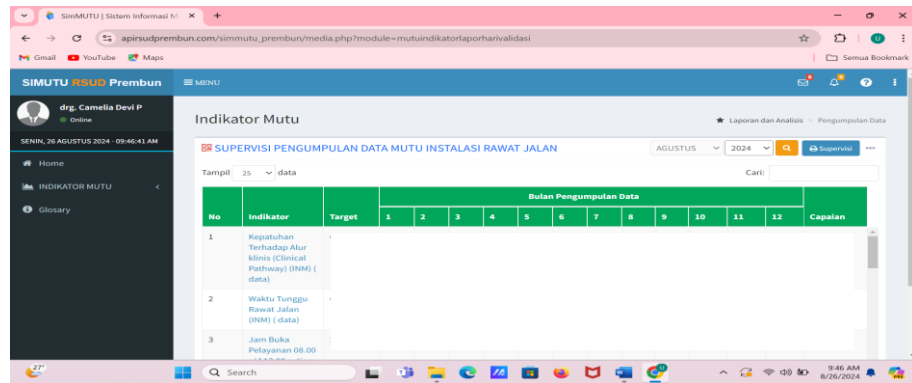 SimMUTU | Sistem Informasi M
apirsudprembun.com/simmutu_prembun/media.php?module=mutuindikatorlaporharivalidasi
Gmail YouTube Maps Semua Bookmark
SIMUTU RSUD Prembun MENU
drg. Camelia Devi P
Online
SENIN, 26 AGUSTUS 2024 - 09:46:41 AM
Home
INDIKATOR MUTU
Glosary
Indikator Mutu Laporan dan Analisis > Pengumpulan Data
SUPERVISI PENGUMPULAN DATA MUTU INSTALASI RAWAT JALAN AGUSTUS 2024 Supervisi
Tampil 25 data Cari:
Bulan Pengumpulan Data
No Indikator Target 1 2 3 4 5 6 7 8 9 10 11 12 Capaian
1 Kepatuhan
Terhadap Alur
klinis (Clinical
Pathway) (INM) (
data)
2 Waktu Tunggu
Rawat Jalan
(INM) ( data)
3 Jam Buka
Pelayanan 08.00
27°
Search
9:46 AM
8/26/2024